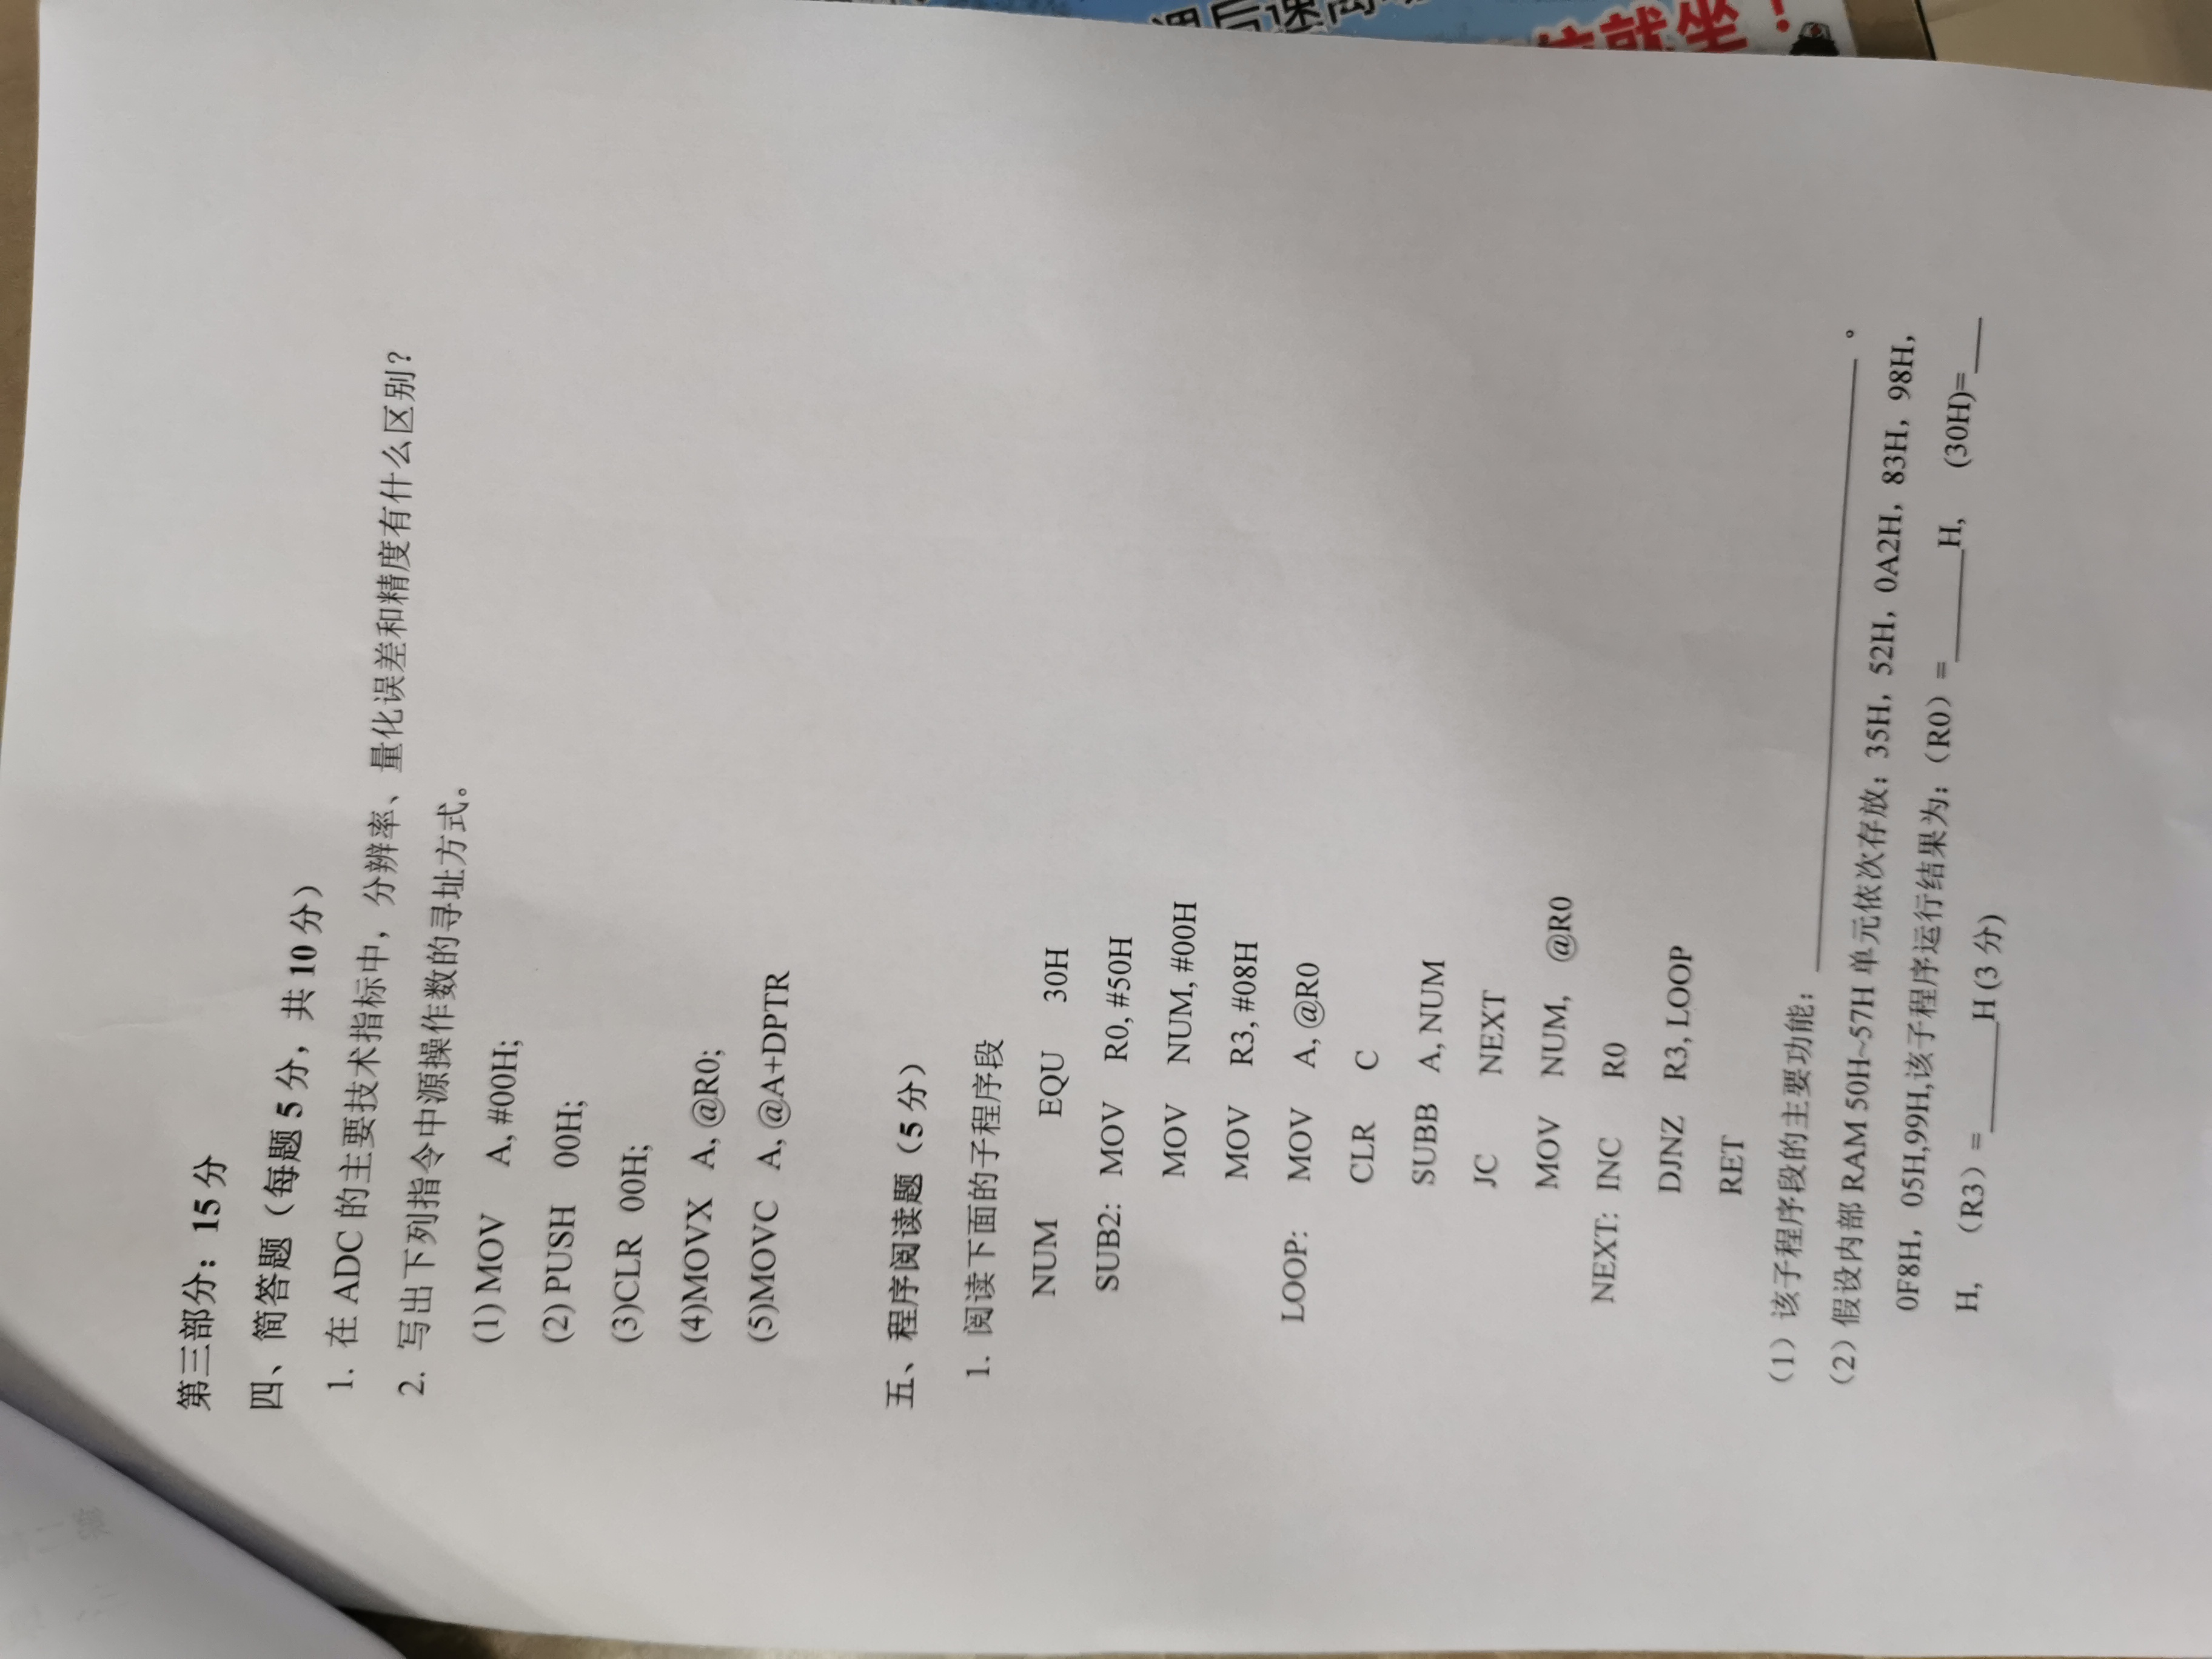 第三部分：15 分
四、简答题（每题 5 分，共 10 分）
1. 在 ADC 的主要技术指标中，分辨率、量化误差和精度有什么区别？
2. 写出下列指令中源操作数的寻址方式。
(1) MOV A, #00H;
(2) PUSH 00H;
(3)CLR 00H;
(4)MOVX A, @R0;
(5)MOVC A, @A+DPTR
五、程序阅读题（5 分）
1. 阅读下面的子程序段
NUM EQU 30H
SUB2: MOV R0, #50H
MOV NUM, #00H
MOV R3, #08H
LOOP: MOV A, @R0
CLR C
SUBB A, NUM
JC NEXT
MOV NUM, @R0
NEXT: INC R0
DJNZ R3, LOOP
RET
（1）该子程序段的主要功能：____________________。
（2）假设内部 RAM 50H~57H 单元依次存放：35H，52H，0A2H，83H，98H，
0F8H，05H,99H,该子程序运行结果为：（R0）=______H, (30H)=___
H, （R3）=______H (3 分)